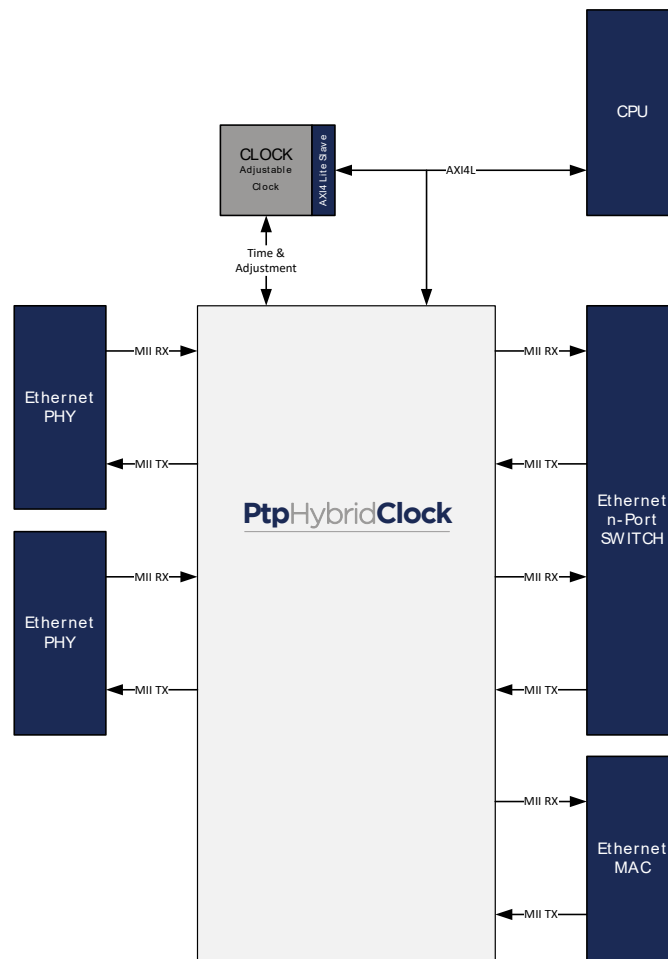 CPU
CLOCK
Adjustable
Clock
AXI4 Lite Slave
AXI4L
Time &
Adjustment
MII RX
MII RX
Ethernet
PHY
MII TX
MII TX
PtpHybridClock
Ethernet
n-Port
SWITCH
Ethernet
PHY
MII RX
MII RX
MII TX
MII TX
MII RX
Ethernet
MAC
MII TX